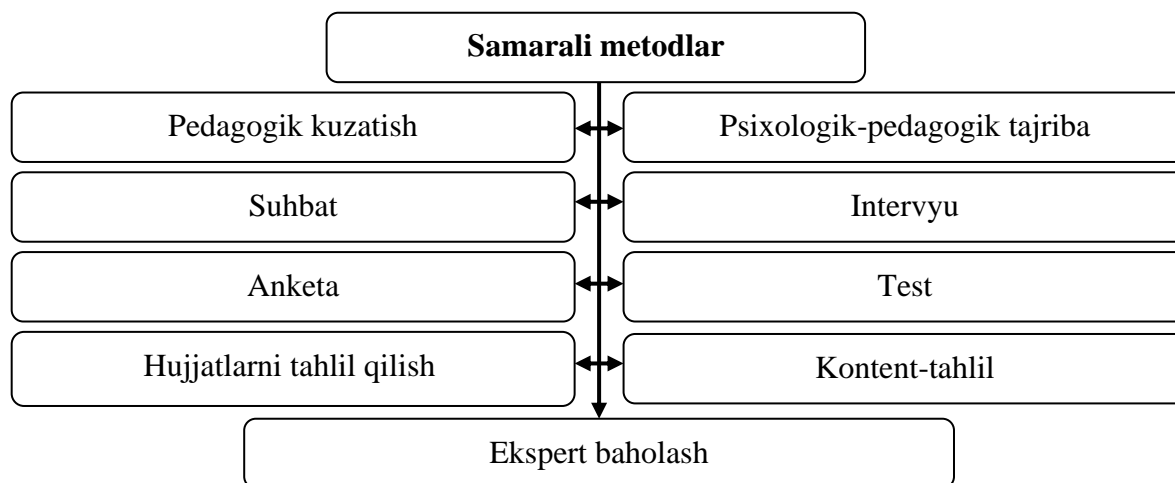 Samarali metodlar
Pedagogik kuzatish
Psixologik-pedagogik tajriba
Suhbat
Intervyu
Anketa
Test
Hujjatlarni tahlil qilish
Kontent-tahlil
Ekspert baholash